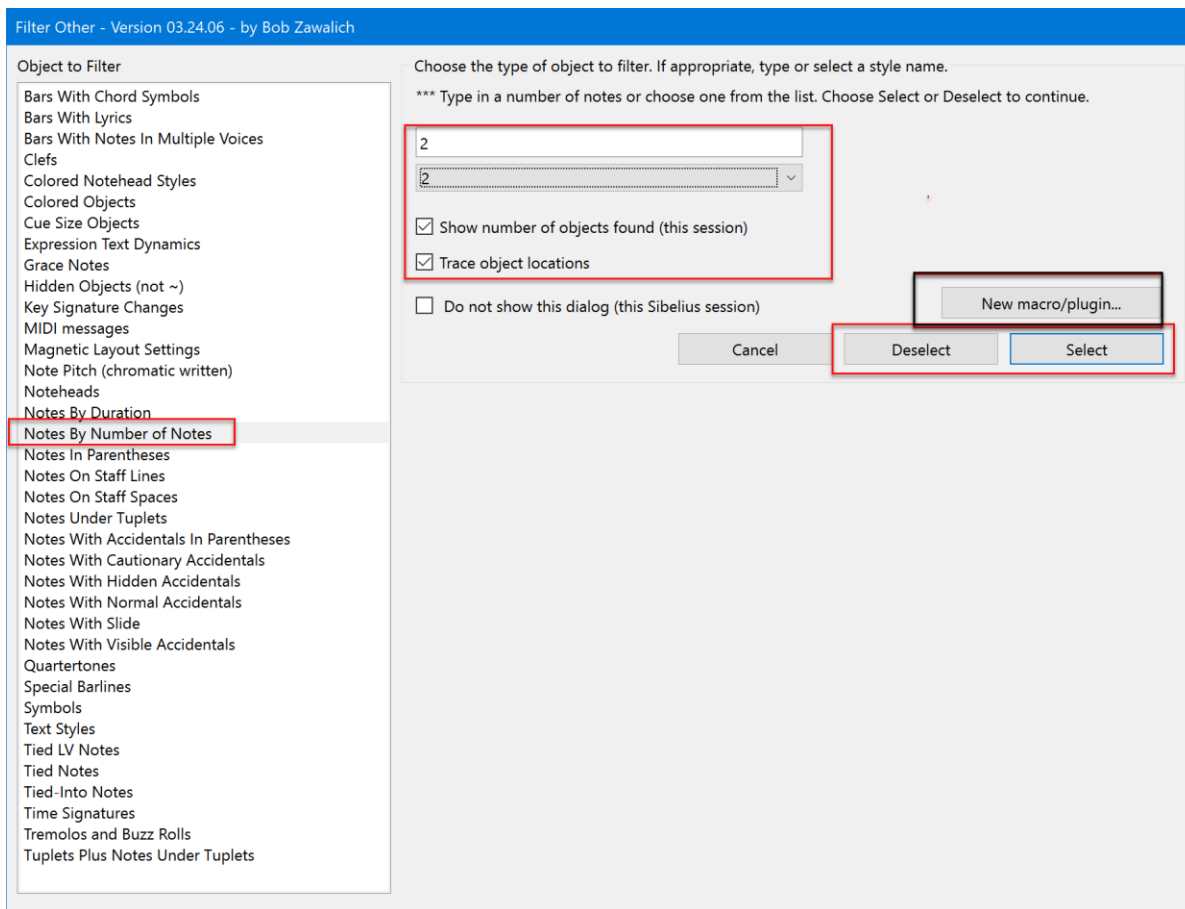 Filter Other - Version 03.24.06 - by Bob Zawalich
Object to Filter
Bars With Chord Symbols
Bars With Lyrics
Bars With Notes In Multiple Voices
Clefs
Colored Notehead Styles
Colored Objects
Cue Size Objects
Expression Text Dynamics
Grace Notes
Hidden Objects (not ~)
Key Signature Changes
MIDI messages
Magnetic Layout Settings
Note Pitch (chromatic written)
Noteheads
Notes By Duration
Notes By Number of Notes
Notes In Parentheses
Notes On Staff Lines
Notes On Staff Spaces
Notes Under Tuplets
Notes With Accidentals In Parentheses
Notes With Cautionary Accidentals
Notes With Hidden Accidentals
Notes With Normal Accidentals
Notes With Slide
Notes With Visible Accidentals
Quartertones
Special Barlines
Symbols
Text Styles
Tied LV Notes
Tied Notes
Tied-Into Notes
Time Signatures
Tremolos and Buzz Rolls
Tuplets Plus Notes Under Tuplets
Choose the type of object to filter. If appropriate, type or select a style name.
*** Type in a number of notes or choose one from the list. Choose Select or Deselect to continue.
2
2
Show number of objects found (this session)
Trace object locations
Do not show this dialog (this Sibelius session)
New macro/plugin...
Cancel
Deselect
Select